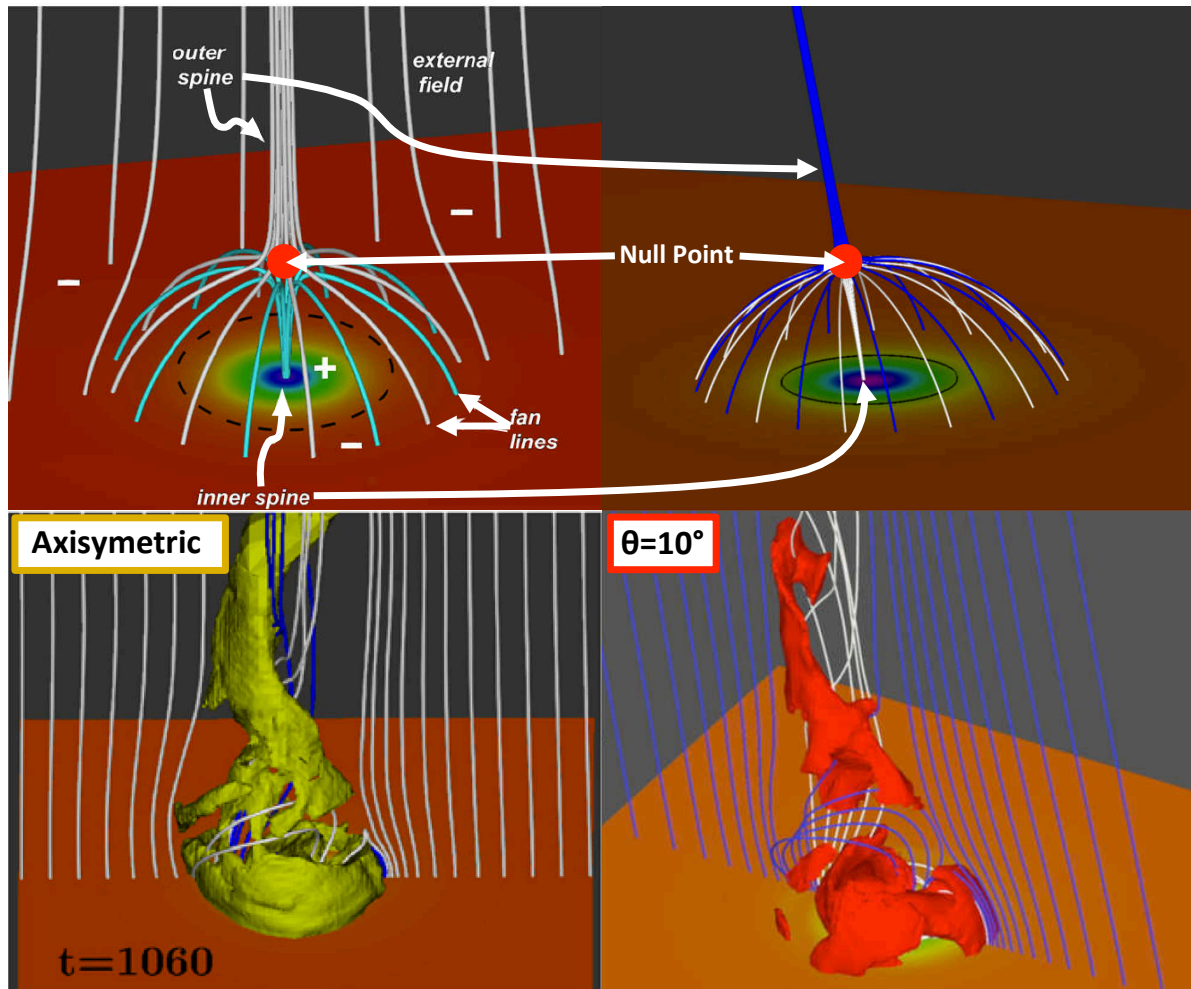 outer
spine
external
field
−
−
Null Point
+
−
fan
lines
inner spine
Axisymetric
θ=10°
t=1060